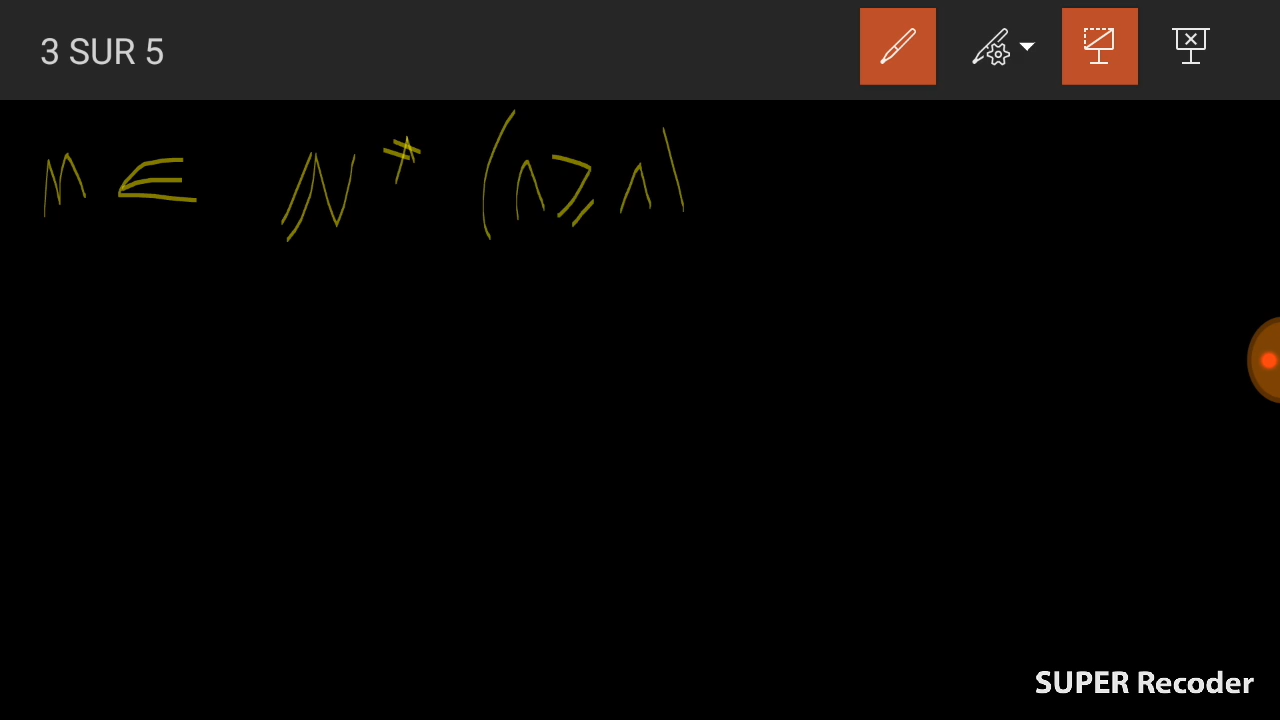 3 SUR 5
n ∈ ℕ* (n ≥ 1)
SUPER Recoder